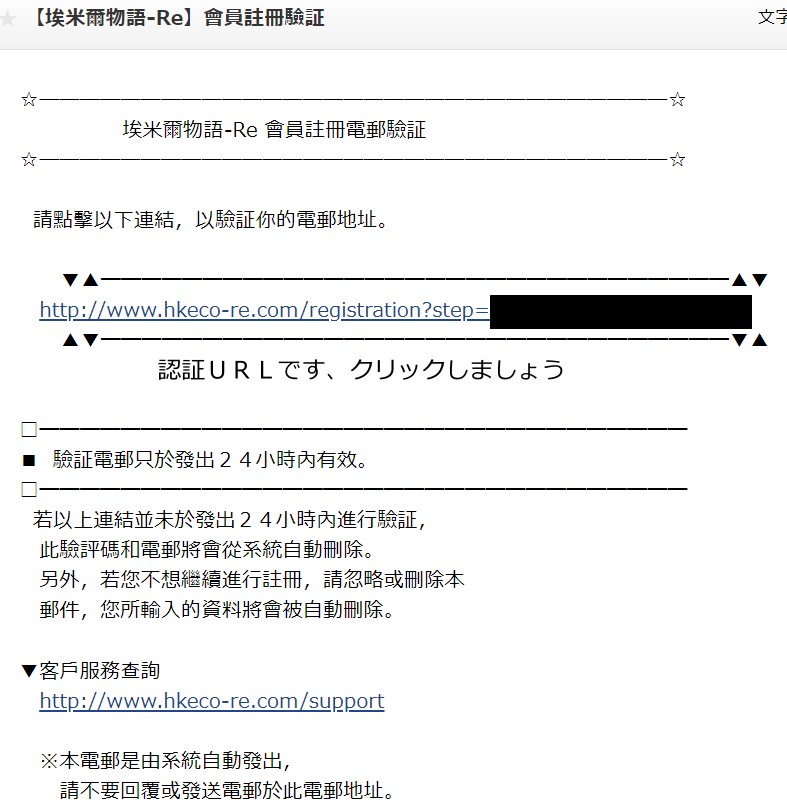 ★ 【埃米爾物語-Re】會員註冊驗証
文字
☆―――――――――――――――――――――――――――――――☆
埃米爾物語-Re 會員註冊電郵驗証
☆―――――――――――――――――――――――――――――――☆
請點擊以下連結，以驗証你的電郵地址。
▼▲―――――――――――――――――――――――――――――――▲▼
http://www.hkeco-re.com/registration?step=
▲▼―――――――――――――――――――――――――――――――▼▲
認証ＵＲＬです、クリックしましょう
□――――――――――――――――――――――――――――――――
■ 驗証電郵只於發出２４小時內有效。
□――――――――――――――――――――――――――――――――
若以上連結並未於發出２４小時內進行驗証，
此驗評碼和電郵將會從系統自動刪除。
另外，若您不想繼續進行註冊，請忽略或刪除本
郵件，您所輸入的資料將會被自動刪除。
▼客戶服務查詢
http://www.hkeco-re.com/support
※本電郵是由系統自動發出，
請不要回覆或發送電郵於此電郵地址。